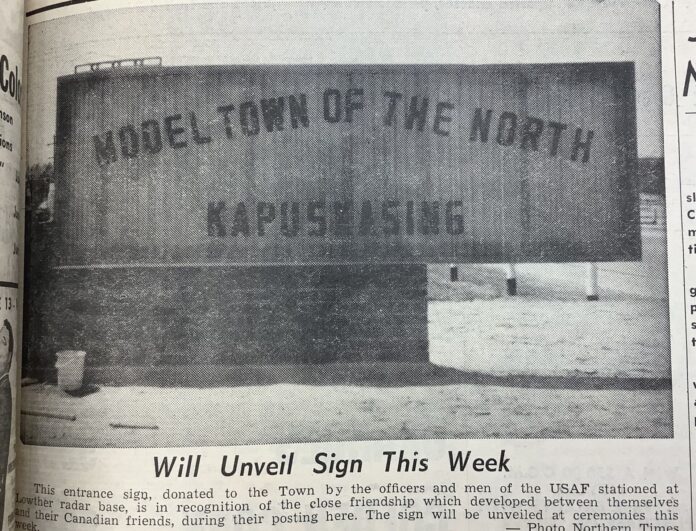 MODEL TOWN OF THE NORTH
KAPUSKASING
Will Unveil Sign This Week
This entrance sign, donated to the Town by the officers and men of the USAF stationed at
Lowther radar base, is in recognition of the close friendship which developed between themselves
and their Canadian friends, during their posting here. The sign will be unveiled at ceremonies this
week.
— Photo Northern Times